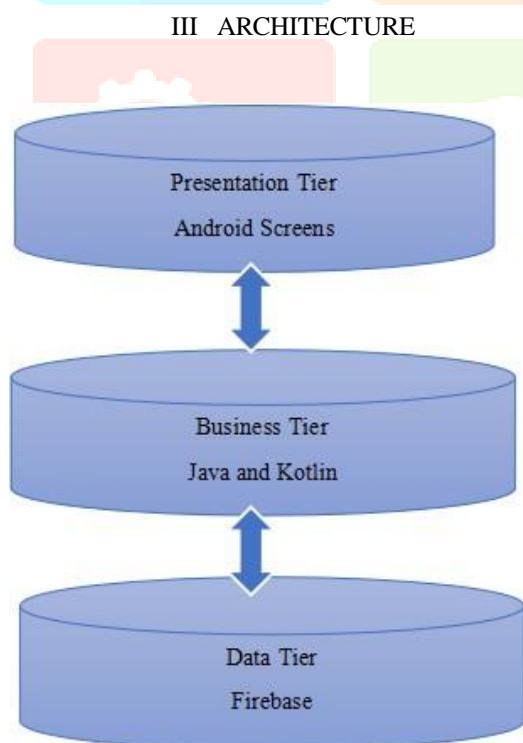 III ARCHITECTURE
Presentation Tier
Android Screens
Business Tier
Java and Kotlin
Data Tier
Firebase